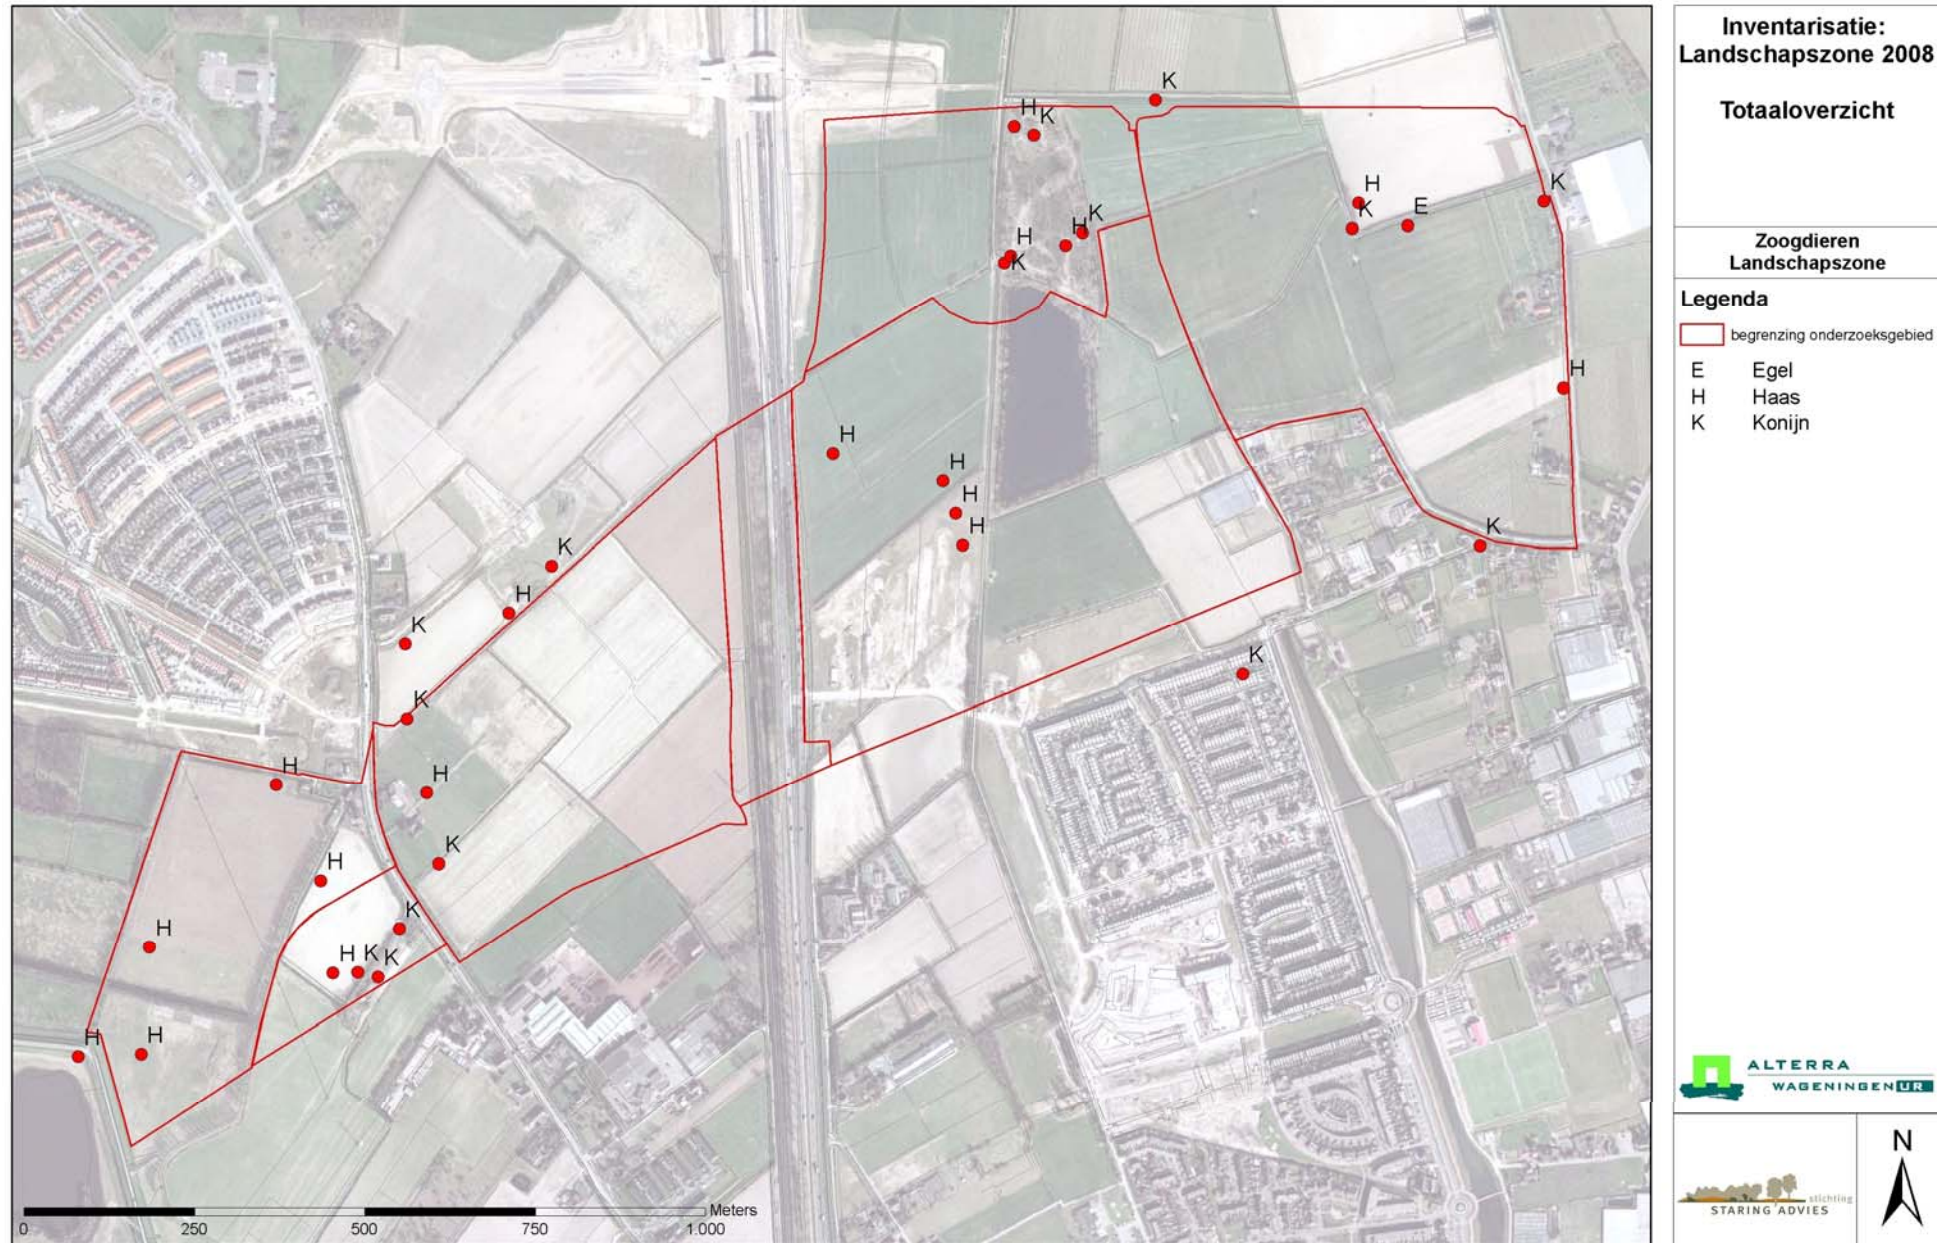 Inventarisatie:
Landschapszone 2008
Totaaloverzicht
Zoogdieren
Landschapszone
Legenda
begrenzing onderzoeksgebied
E Egel
H Haas
K Konijn
K
H
K
K
H
H
K
H
K
E
K
H
H
H
H
H
K
K
H
K
K
K
H
H
K
H
K
H
H K K
H
H
0 250 500 750 1.000 Meters
ALTERRA
WAGENINGEN UR
stichting
STARING ADVIES
N